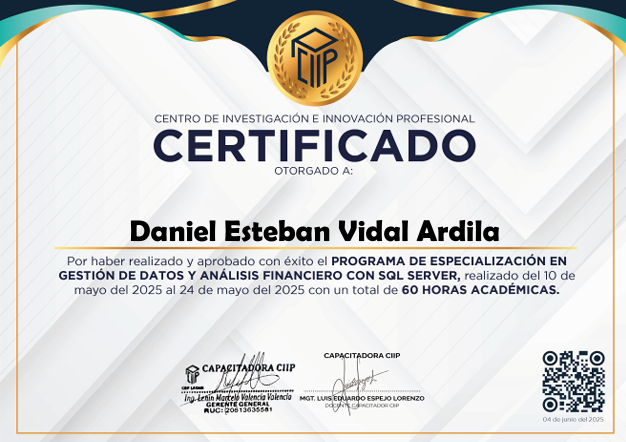 CIIP
CENTRO DE INVESTIGACIÓN E INNOVACIÓN PROFESIONAL
CERTIFICADO
OTORGADO A:
Daniel Esteban Vidal Ardila
Por haber realizado y aprobado con éxito el PROGRAMA DE ESPECIALIZACIÓN EN
GESTIÓN DE DATOS Y ANÁLISIS FINANCIERO CON SQL SERVER, realizado del 10 de
mayo del 2025 al 24 de mayo del 2025 con un total de 60 HORAS ACADÉMICAS.
CAPACITADORA CIIP
Ing. Lenin Marcelo Valencia Valencia
GERENTE GENERAL
RUC: 20613635581
CAPACITADORA CIIP
MGT. LUIS EDUARDO ESPEJO LORENZO
DOCENTE CAPACITADOR CIIP
04 de junio del 2025